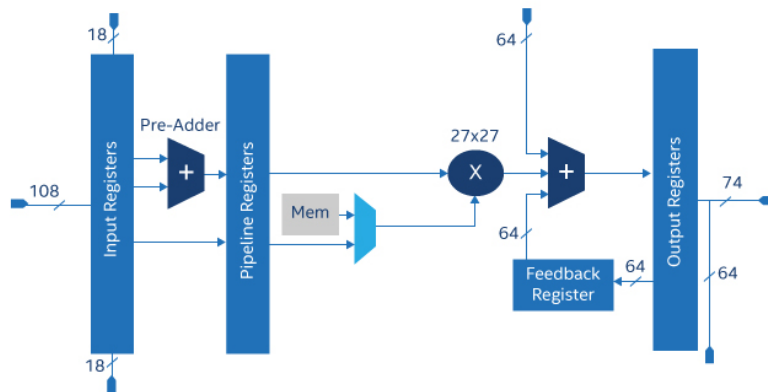 18
64
Pre-Adder
27x27
+
X
+
108
Input Registers
Pipeline Registers
Mem
74
Output Registers
64
Feedback
Register
64
64
18